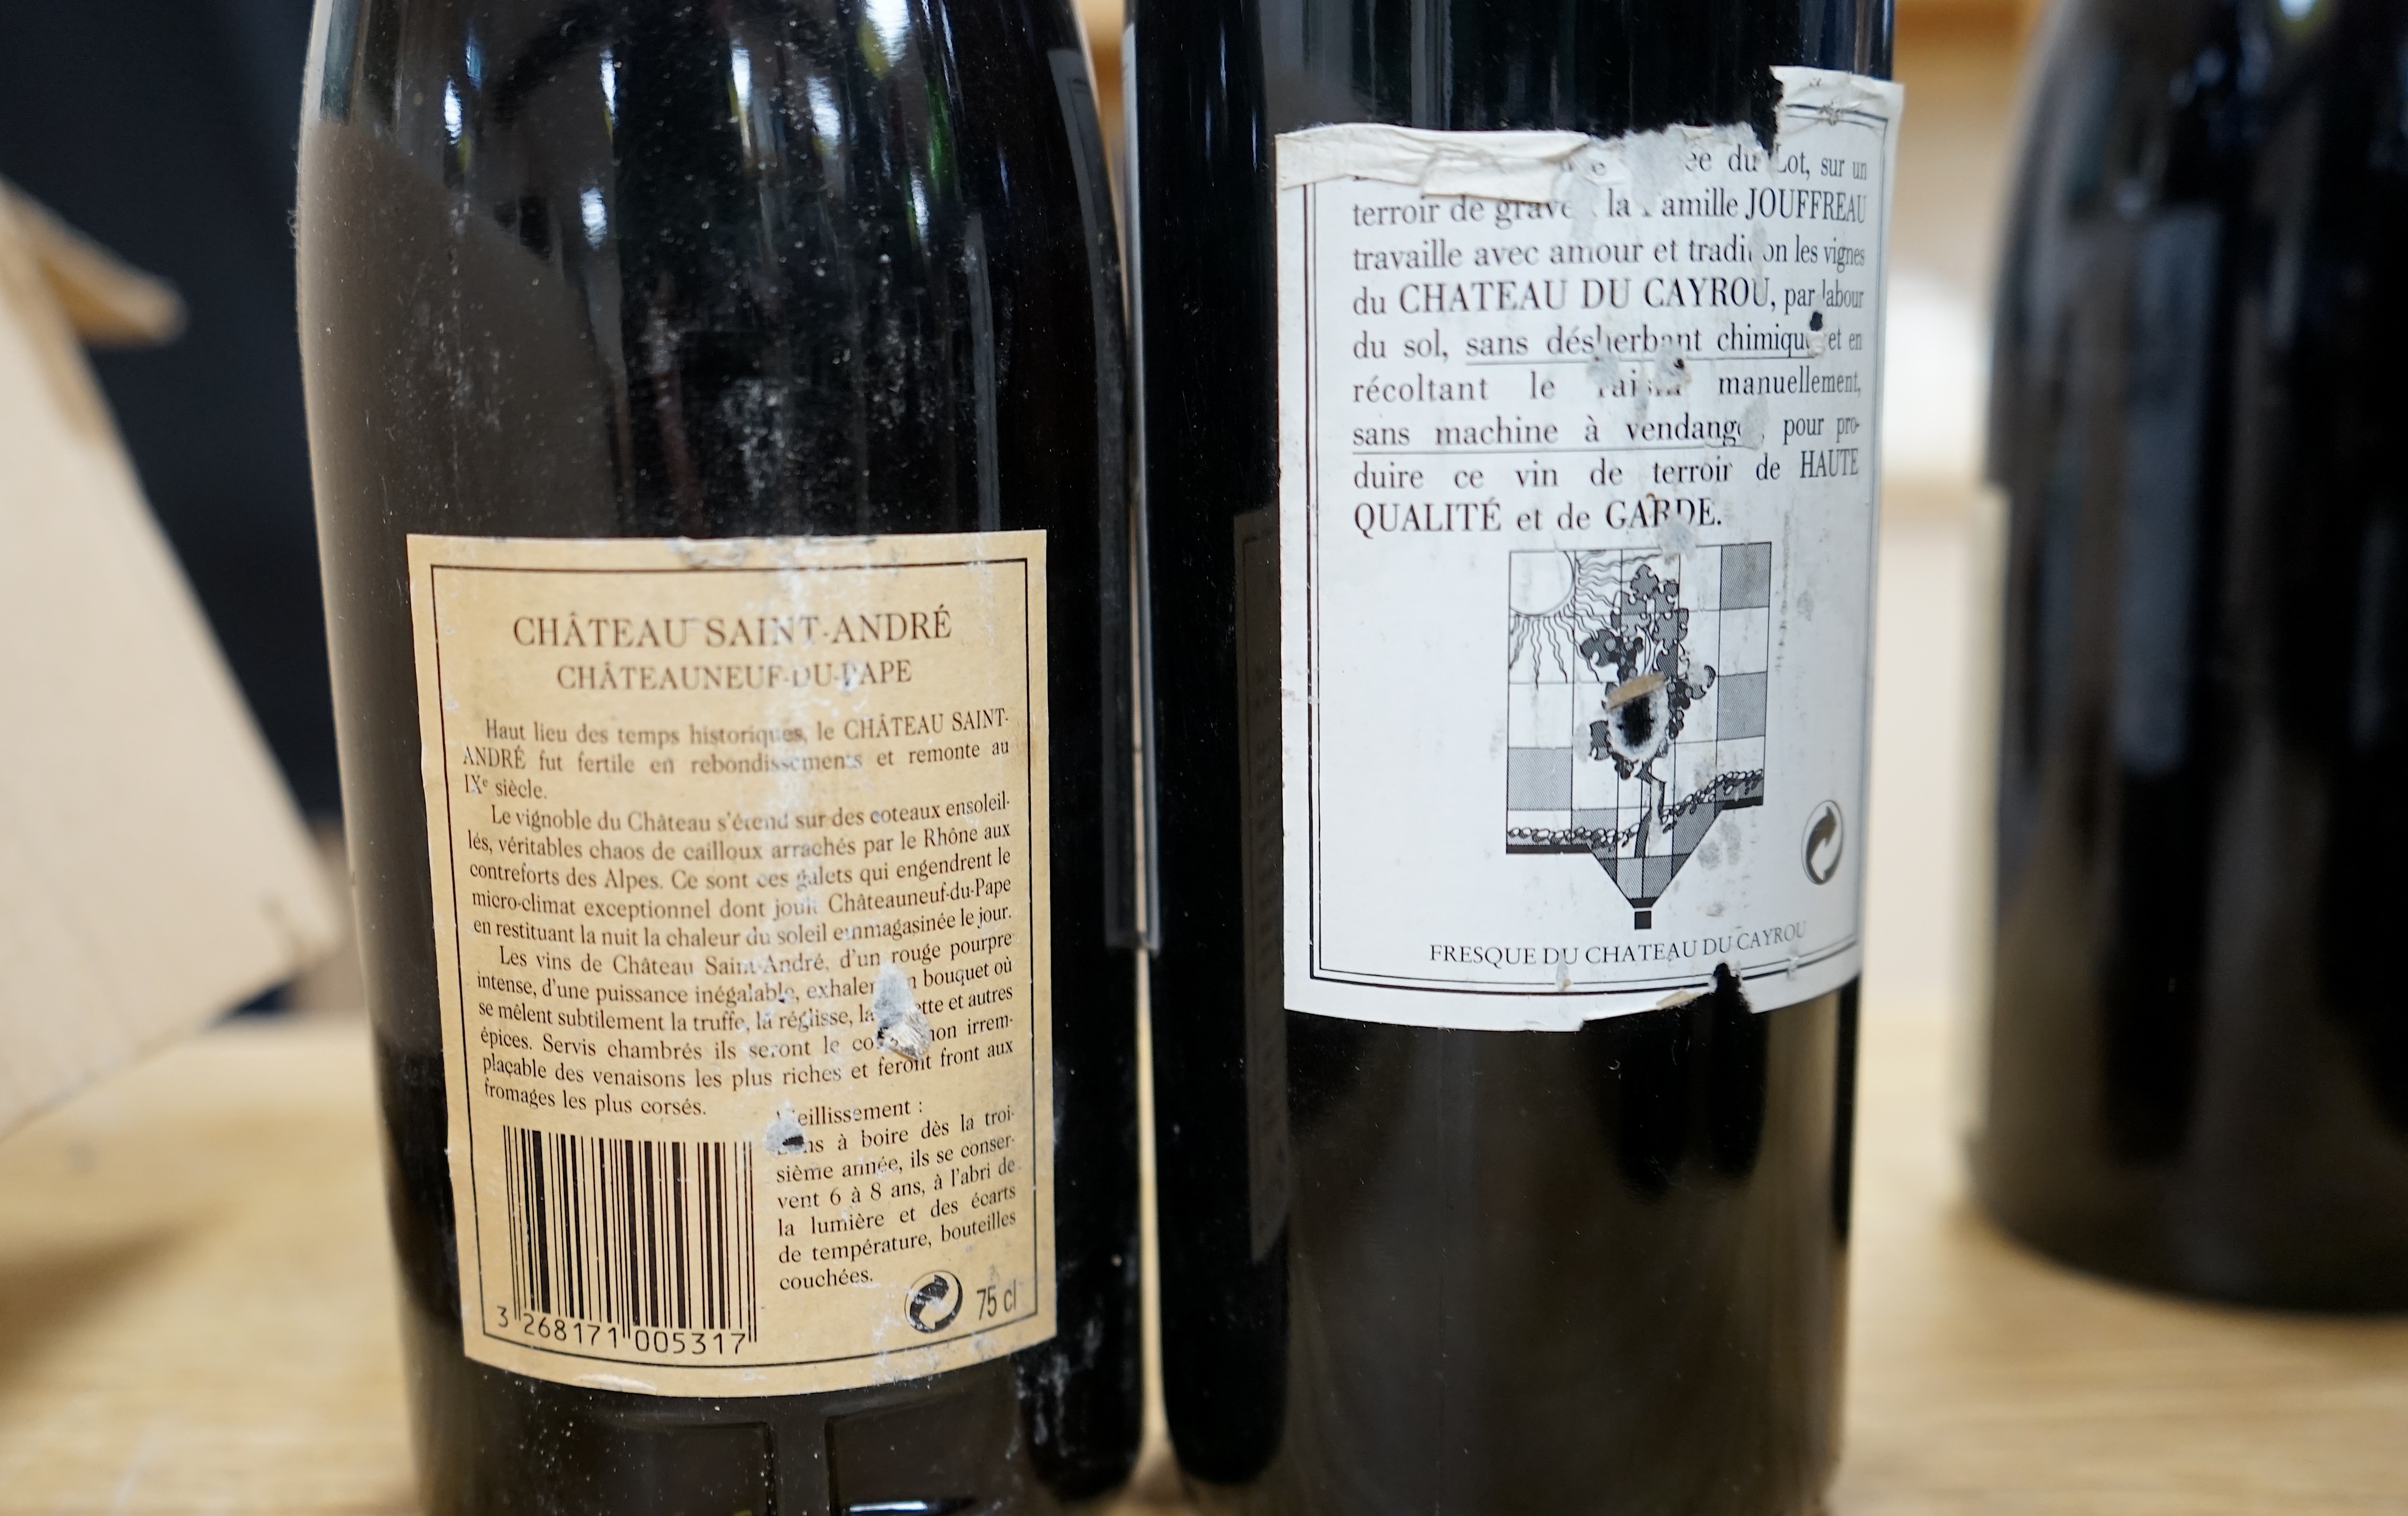 CHÂTEAU SAINT-ANDRÉ
CHÂTEAUNEUF-DU-PAPE
Haut lieu des temps historiques, le CHÂTEAU SAINT-
ANDRÉ fut fertile en rebondissements et remonte au
IXe siècle.
Le vignoble du Château s'étend sur des coteaux ensoleil-
lés, véritables chaos de cailloux arrachés par le Rhône aux
contreforts des Alpes. Ce sont ces galets qui engendrent le
micro-climat exceptionnel dont jouit Châteauneuf-du-Pape
en restituant la nuit la chaleur du soleil emmagasinée le jour.
Les vins de Château Saint-André, d'un rouge pourpre
intense, d'une puissance inégalable, bouquet où
se mêlent subtilement la truffe, la réglisse, et autres
épices. Servis chambrés ils seront le irrem-
plaçable des venaisons les plus riches et feront front aux
fromages les plus corsés.
à boire dès la troi-
sième année, ils se conser-
vent 6 à 8 ans, à l'abri de
la lumière et des écarts
de température, bouteilles
couchées.
75 cl
3 268171 005317
du Lot, sur un
terroir de la JOUFFREAU
travaille avec amour et tradition les vignes
du CHATEAU DU CAYROU, par labour
du sol, sans désherbant chimique et en
récoltant le manuellement,
sans machine à pour pro-
duire ce vin de terroir de HAUTE
QUALITÉ et de GARDE.
FRESQUE DU CHATEAU DU CAYROU